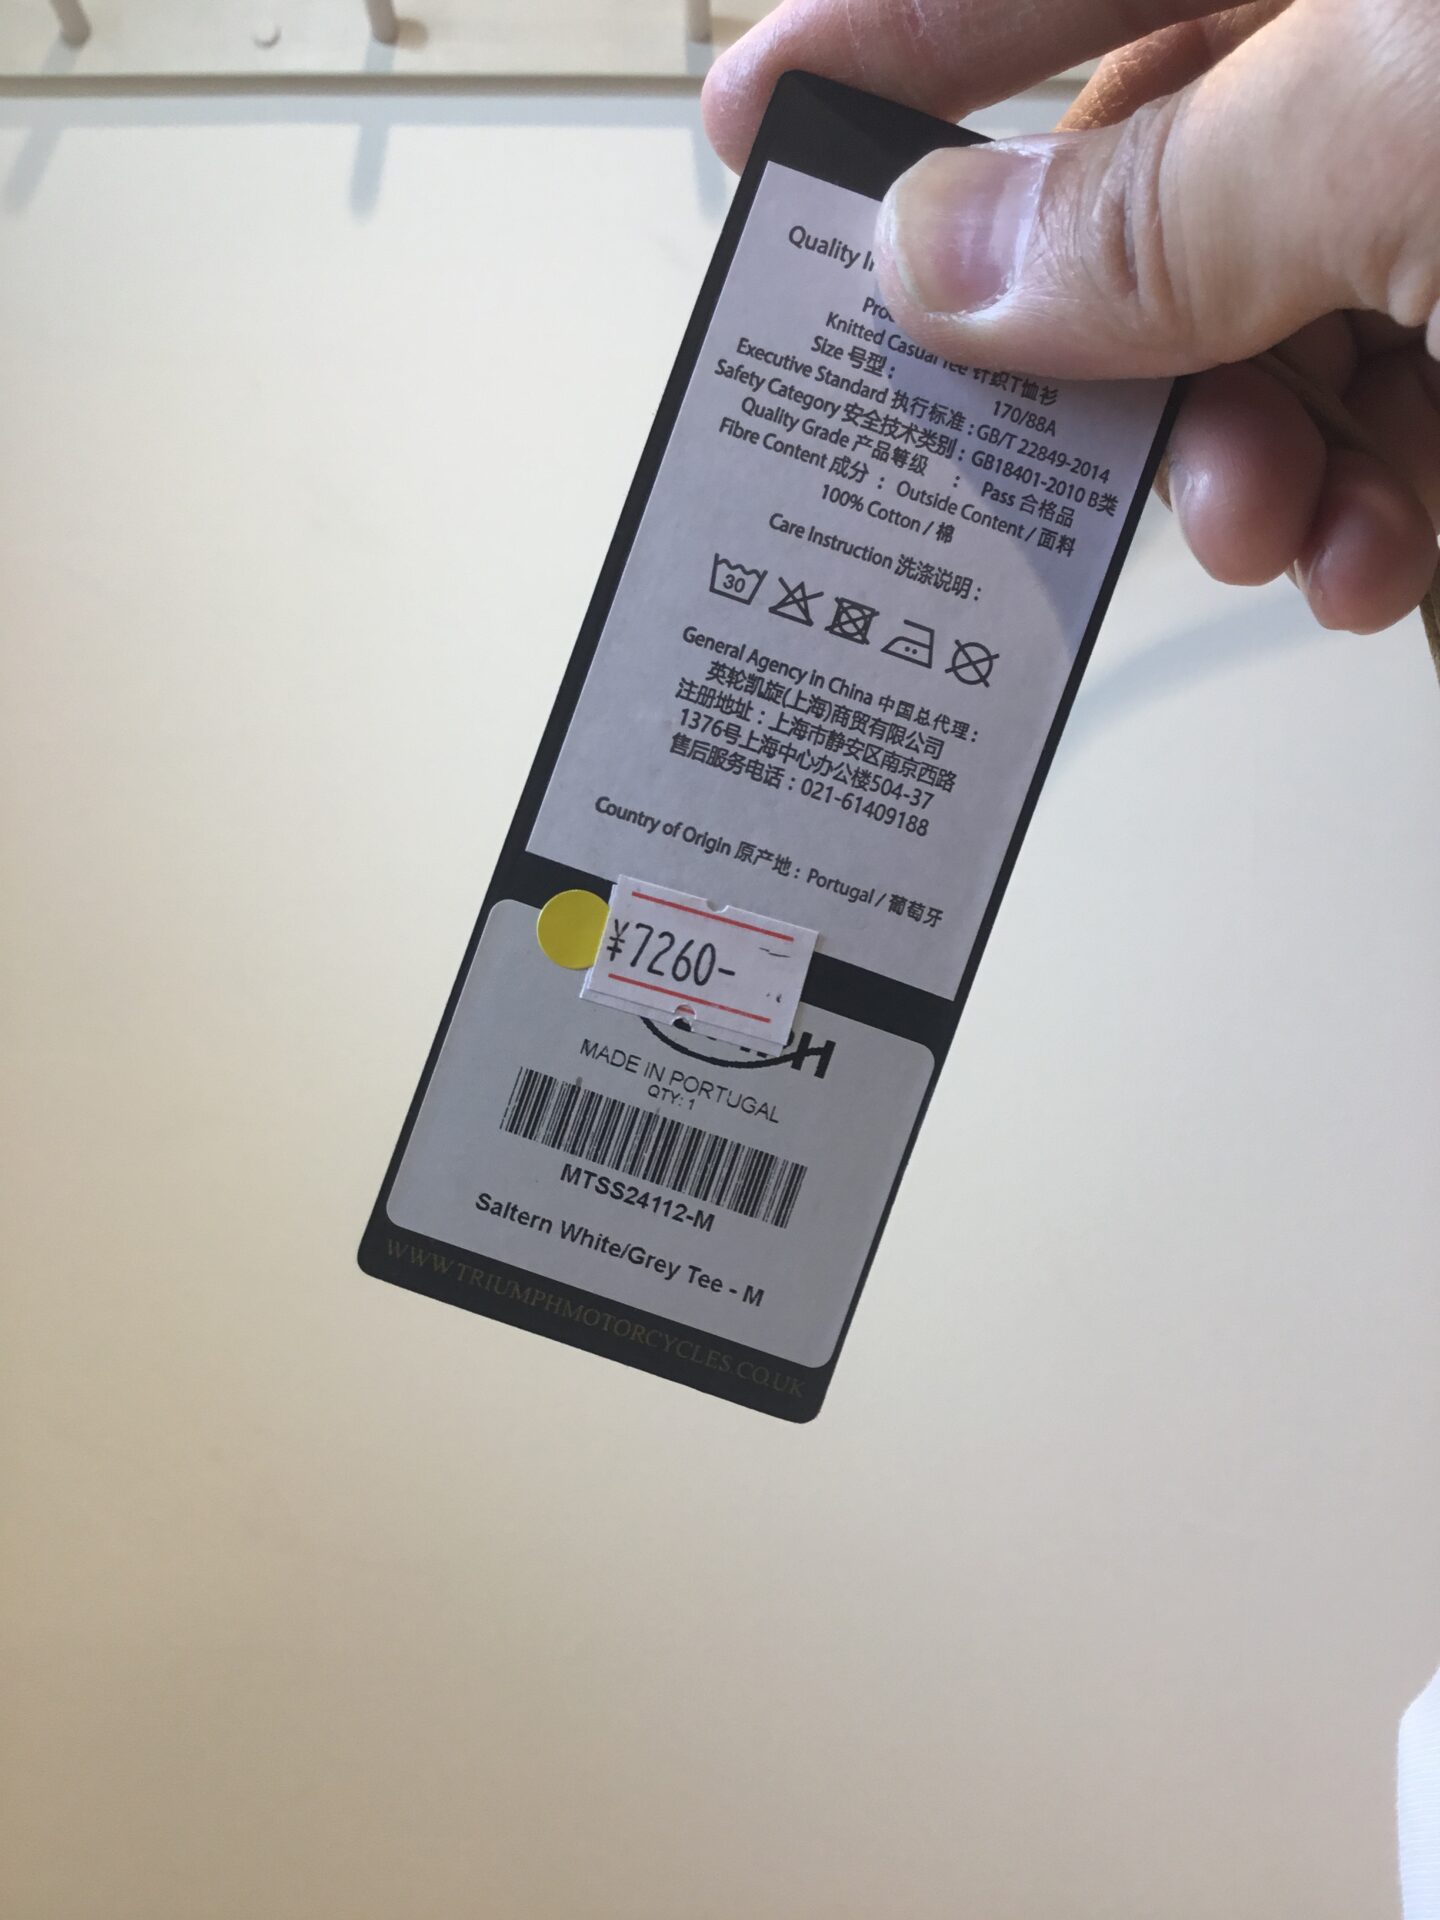 Quality
Knitted Casual Tee 针织T恤衫
Size 号型： 170/88A
Executive Standard 执行标准：GB/T 22849-2014
Safety Category 安全技术类别：GB18401-2010 B类
Quality Grade 产品等级 ： Pass 合格品
Fibre Content 成分 ：Outside Content / 面料
100% Cotton / 棉
Care Instruction 洗涤说明：
30
General Agency in China 中国总代理：
英轮凯旋(上海)商贸有限公司
注册地址：上海市静安区南京西路
1376号上海中心办公楼504-37
售后服务电话：021-61409188
Country of Origin 原产地：Portugal / 葡萄牙
¥7260-
MADE IN PORTUGAL
QTY: 1
MTSS24112-M
Saltern White/Grey Tee - M
WWW.TRIUMPHMOTORCYCLES.CO.UK